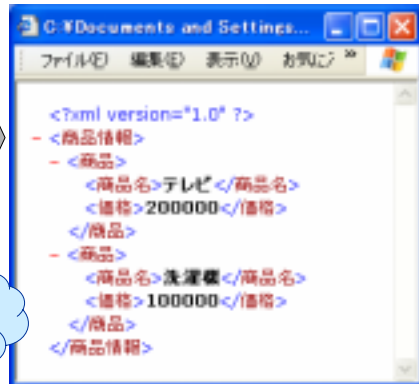 C:¥Documents and Settings...
ファイル(F) 編集(E) 表示(V) お気に »
<?xml version="1.0" ?>
- <商品情報>
- <商品>
<商品名>テレビ</商品名>
<価格>200000</価格>
</商品>
- <商品>
<商品名>洗濯機</商品名>
<価格>100000</価格>
</商品>
</商品情報>